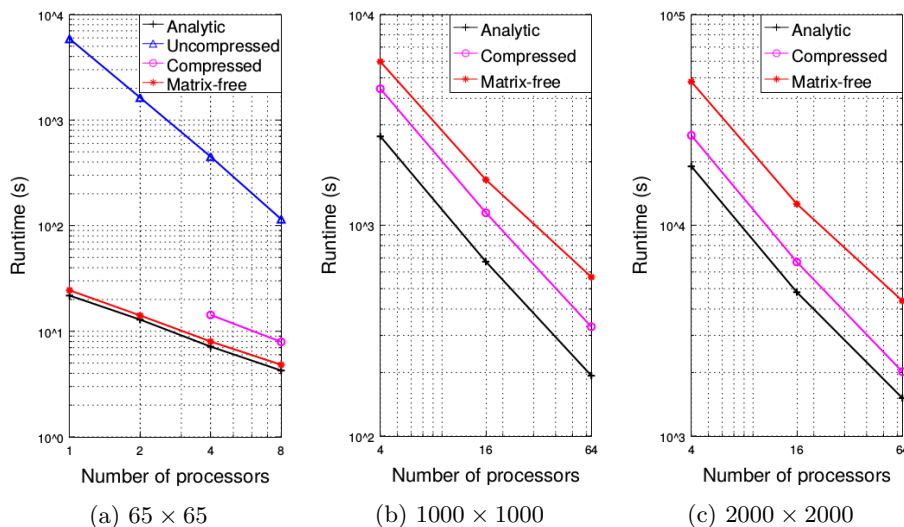 10^4
10^3
10^2
10^1
10^0
Runtime (s)
1
2
4
8
Number of processors
Analytic
Uncompressed
Compressed
Matrix-free
(a) 65 × 65
10^4
10^3
10^2
Runtime (s)
4
16
64
Number of processors
Analytic
Compressed
Matrix-free
(b) 1000 × 1000
10^5
10^4
10^3
Runtime (s)
4
16
64
Number of processors
Analytic
Compressed
Matrix-free
(c) 2000 × 2000